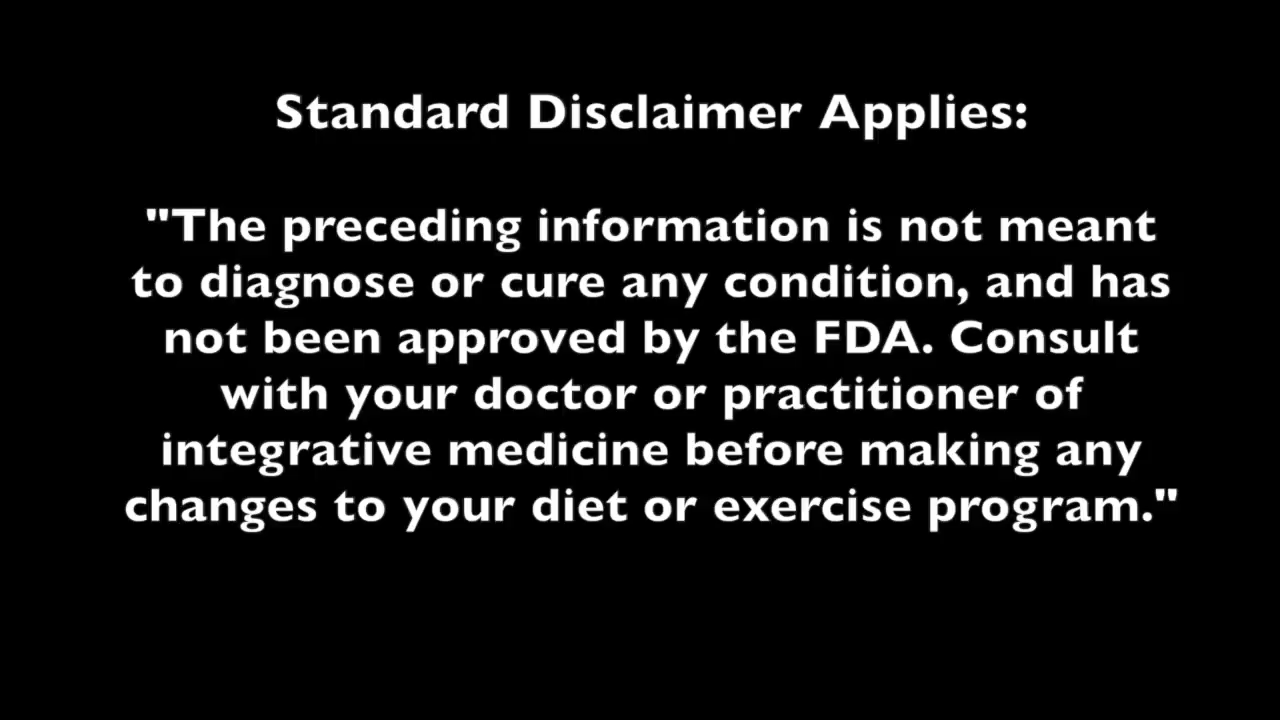 Standard Disclaimer Applies:
"The preceding information is not meant
to diagnose or cure any condition, and has
not been approved by the FDA. Consult
with your doctor or practitioner of
integrative medicine before making any
changes to your diet or exercise program."